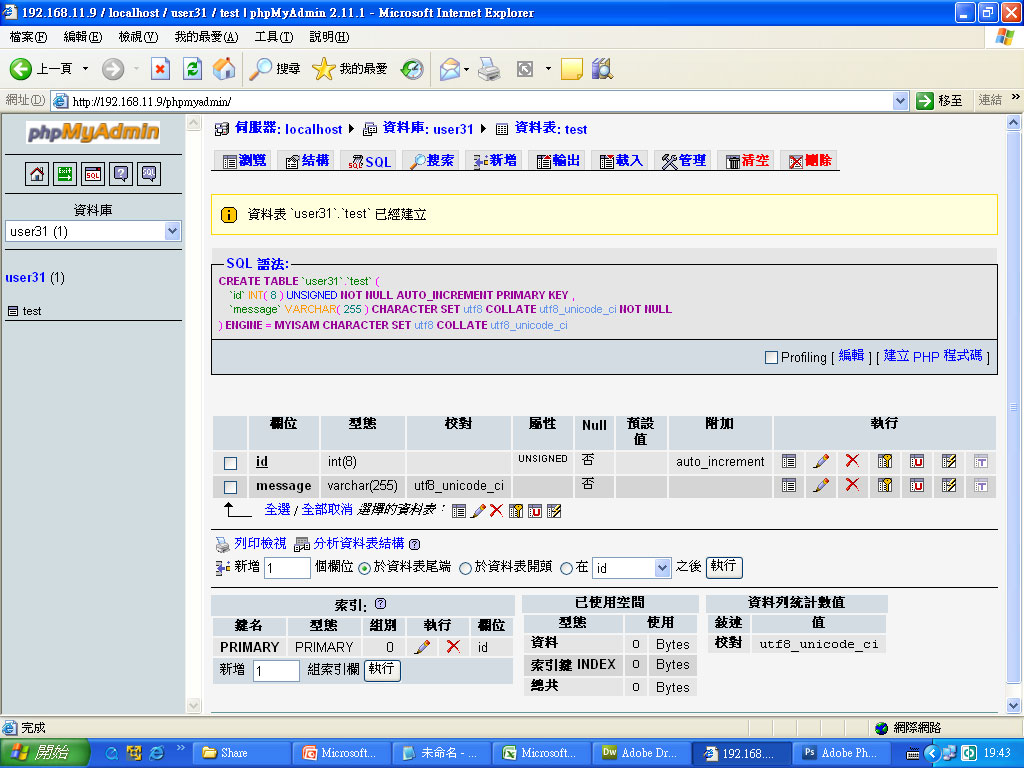 192.168.11.9 / localhost / user31 / test | phpMyAdmin 2.11.1 - Microsoft Internet Explorer
檔案(F) 編輯(E) 檢視(V) 我的最愛(A) 工具(T) 說明(H)
上一頁 搜尋 我的最愛
網址(D) http://192.168.11.9/phpmyadmin/ 移至 連結 »
phpMyAdmin
Exit SQL ? SQL
資料庫
user31 (1)
user31 (1)
test
伺服器: localhost 資料庫: user31 資料表: test
瀏覽 結構 SQL 搜索 新增 輸出 載入 管理 清空 刪除
資料表 `user31`.`test` 已經建立
SQL 語法:
CREATE TABLE `user31`.`test` (
`id` INT( 8 ) UNSIGNED NOT NULL AUTO_INCREMENT PRIMARY KEY ,
`message` VARCHAR( 255 ) CHARACTER SET utf8 COLLATE utf8_unicode_ci NOT NULL
) ENGINE = MYISAM CHARACTER SET utf8 COLLATE utf8_unicode_ci
Profiling [ 編輯 ] [ 建立 PHP 程式碼 ]
欄位 型態 校對 屬性 Null 預設值 附加 執行
id int(8) UNSIGNED 否 auto_increment
message varchar(255) utf8_unicode_ci 否
全選 / 全部取消 選擇的資料表：
列印檢視 分析資料表結構 ?
新增 1 個欄位 於資料表尾端 於資料表開頭 在 id 之後 執行
索引: ?
鍵名 型態 組別 執行 欄位
PRIMARY PRIMARY 0 id
新增 1 組索引欄 執行
已使用空間
型態 使用
資料 0 Bytes
索引鍵 INDEX 0 Bytes
總共 0 Bytes
資料列統計數值
敍述 值
校對 utf8_unicode_ci
完成 網際網路
開始 » Share Microsoft... 未命名 - ... Microsoft... Adobe Dr... 192.168.... Adobe Ph... 19:43